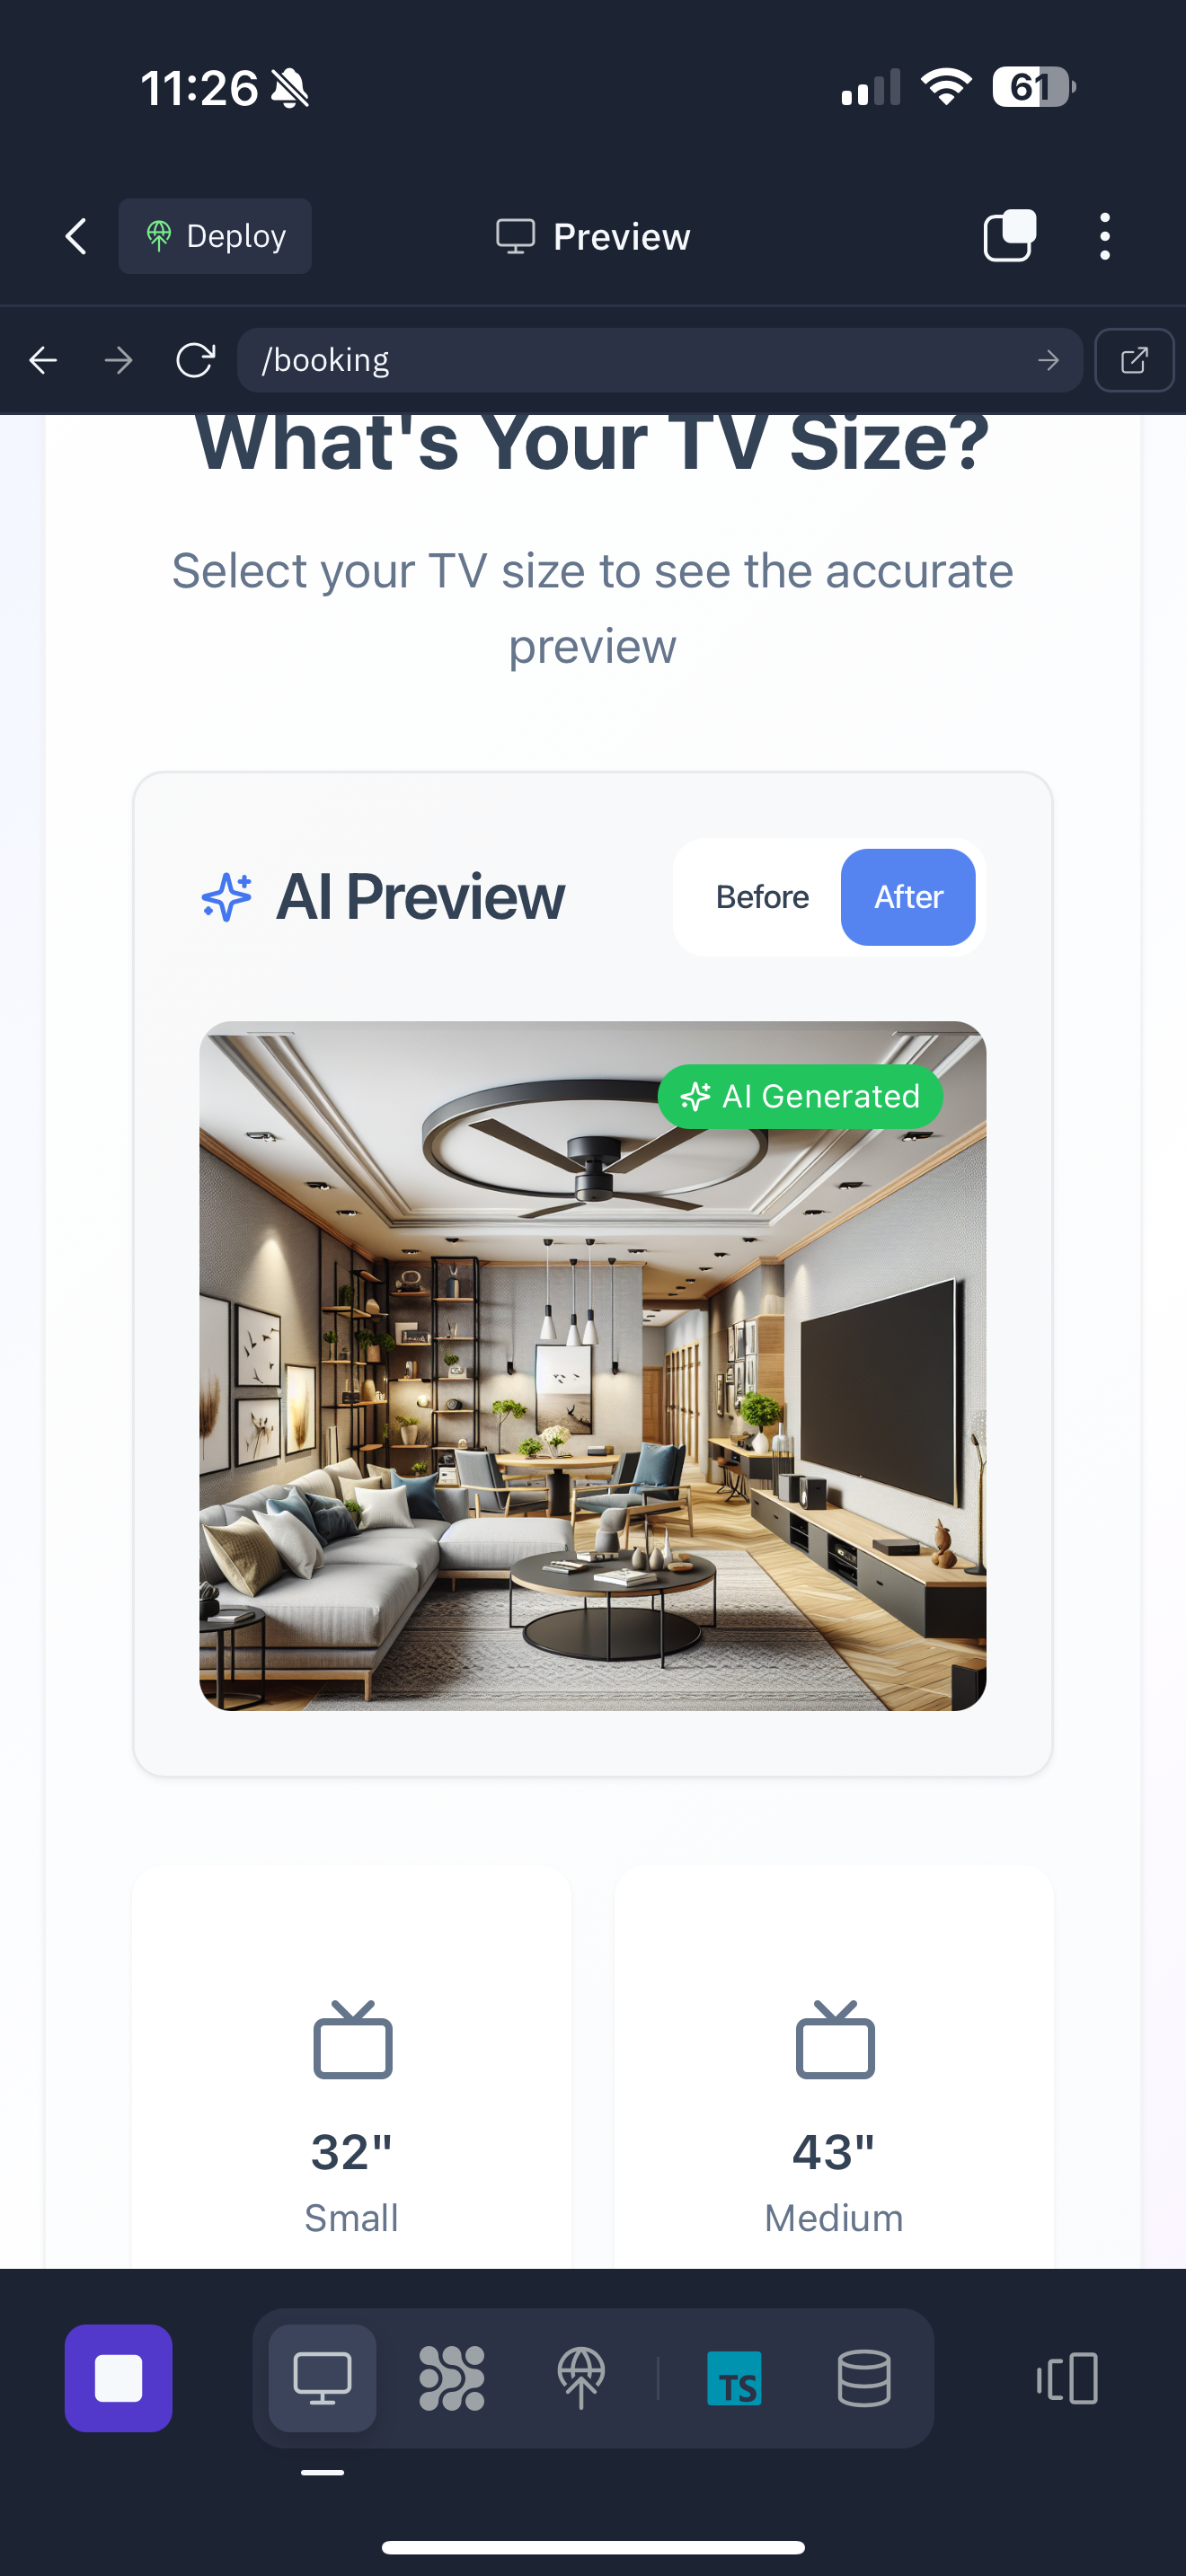 11:26
61
Deploy
Preview
/booking
What's Your TV Size?
Select your TV size to see the accurate
preview
AI Preview
Before
After
AI Generated
32"
Small
43"
Medium
TS